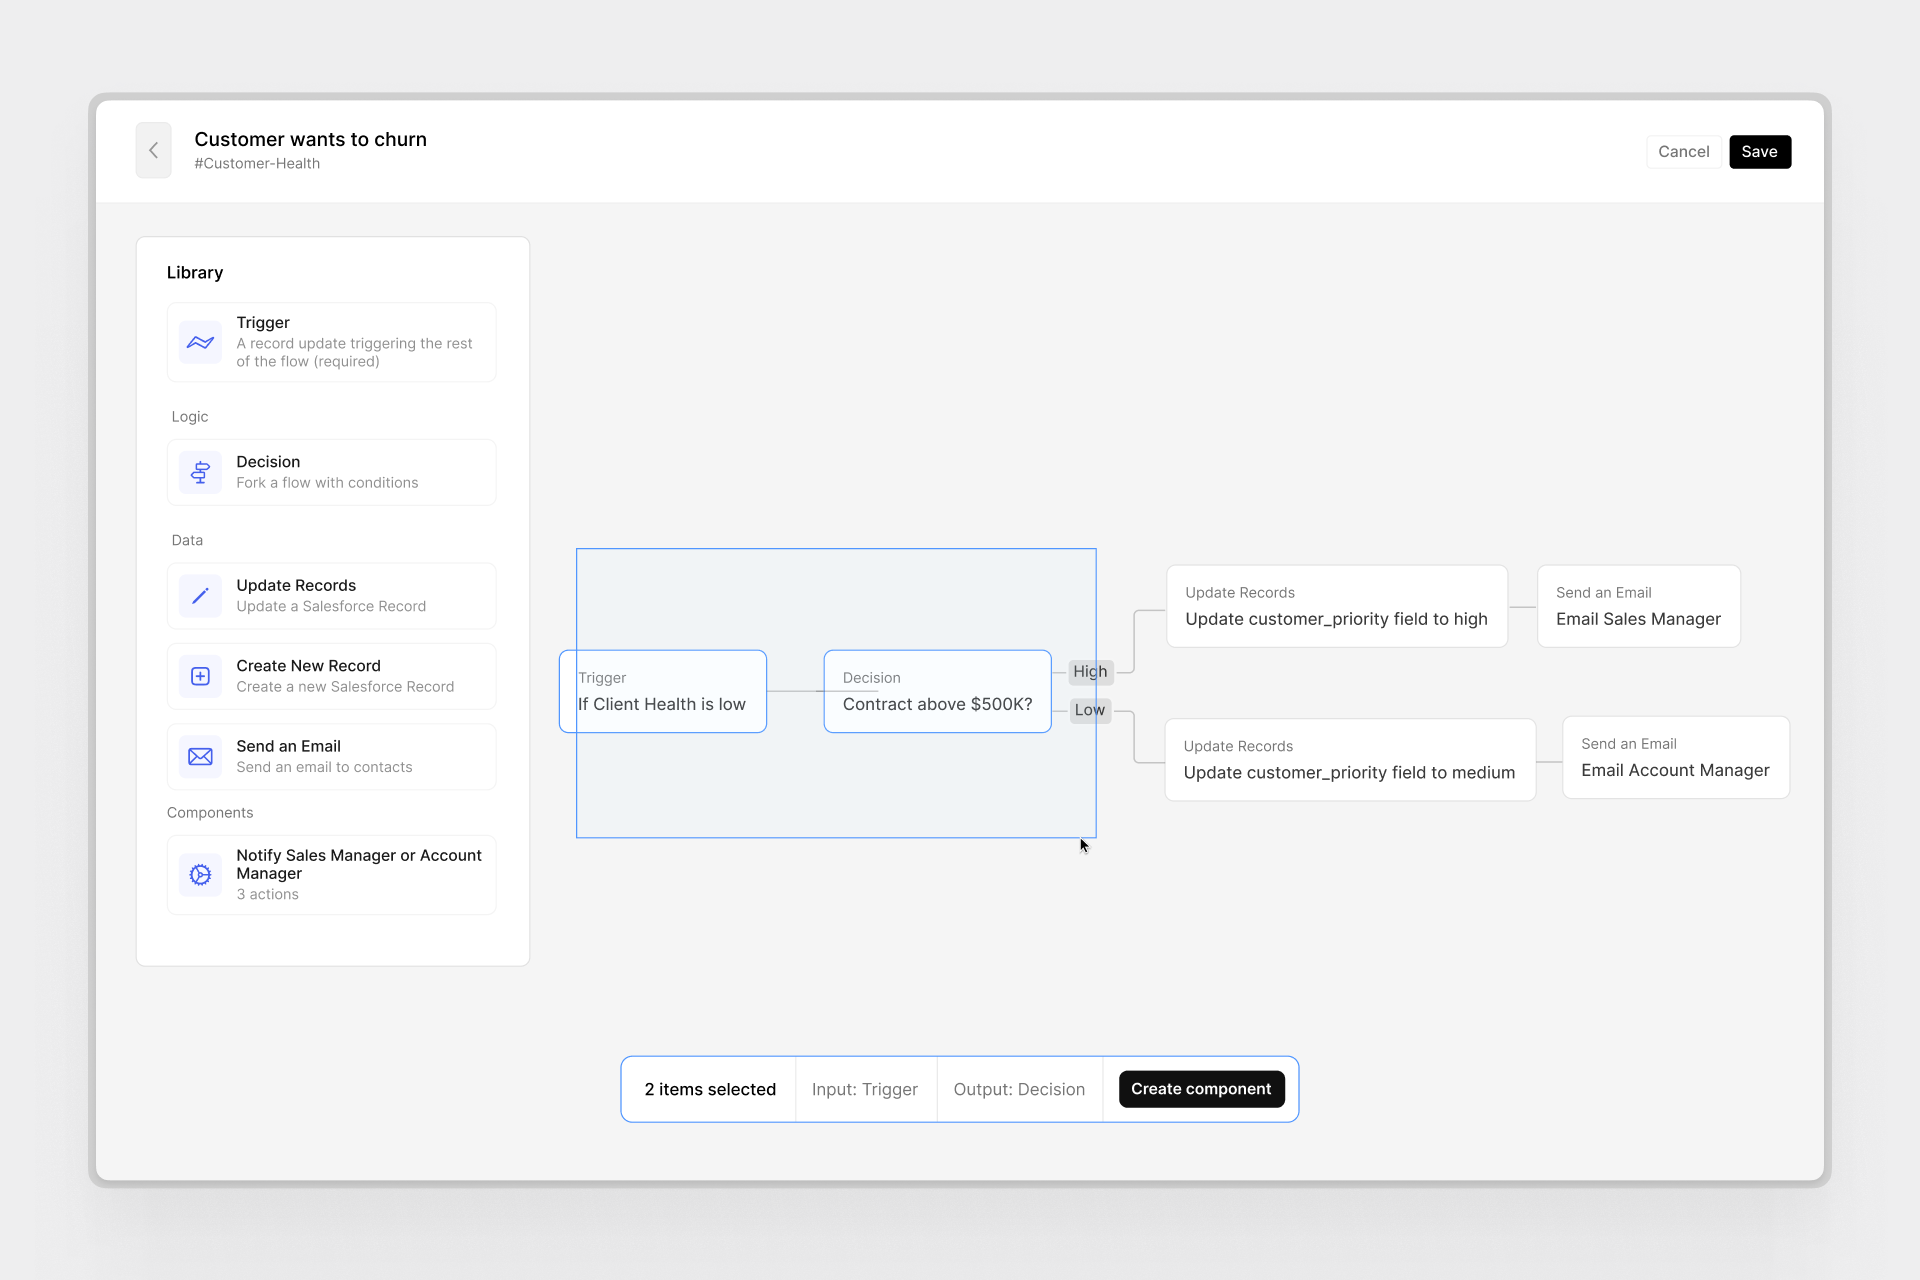 Customer wants to churn
#Customer-Health
Cancel
Save
Library
Trigger
A record update triggering the rest
of the flow (required)
Logic
Decision
Fork a flow with conditions
Data
Update Records
Update a Salesforce Record
Create New Record
Create a new Salesforce Record
Send an Email
Send an email to contacts
Components
Notify Sales Manager or Account
Manager
3 actions
Trigger
If Client Health is low
Decision
Contract above $500K?
High
Low
Update Records
Update customer_priority field to high
Send an Email
Email Sales Manager
Update Records
Update customer_priority field to medium
Send an Email
Email Account Manager
2 items selected
Input: Trigger
Output: Decision
Create component